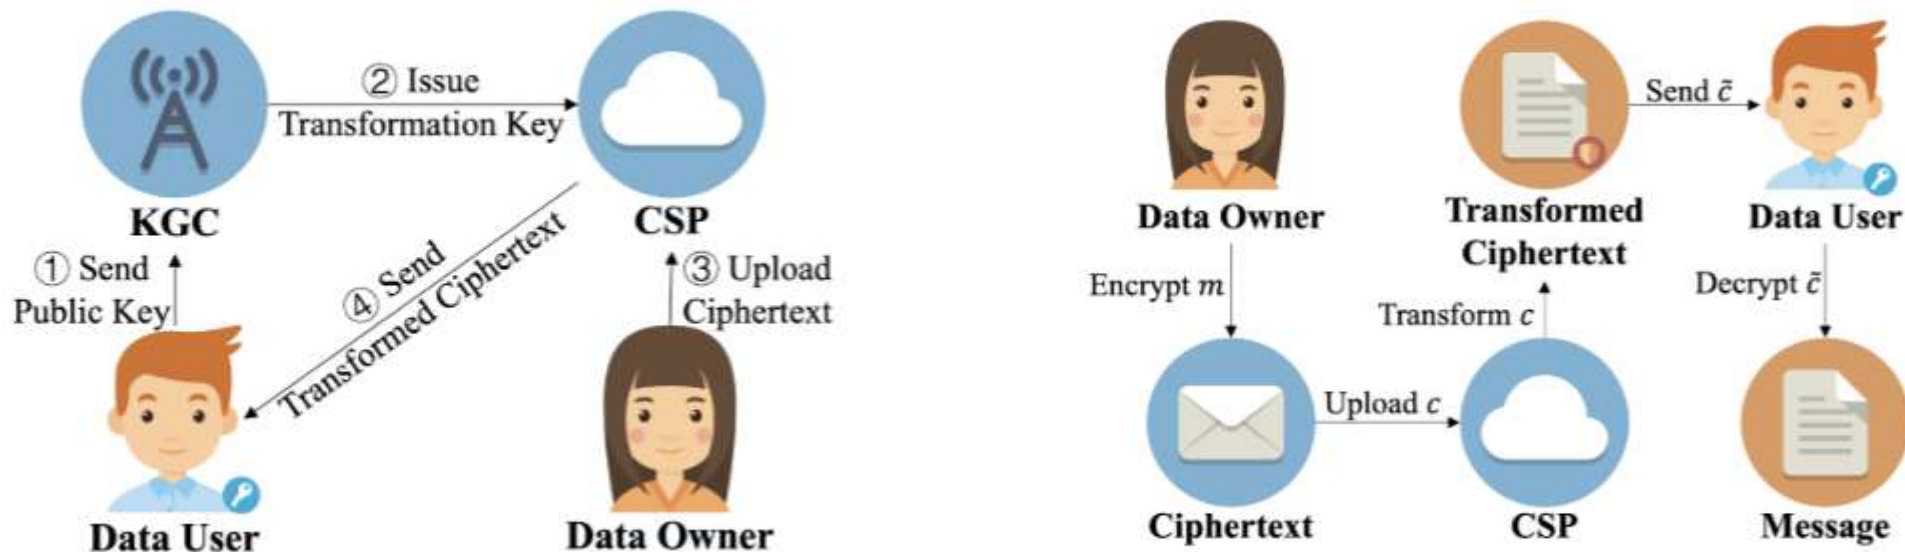 ② Issue
Transformation Key
KGC
CSP
① Send
Public Key
④ Send
Transformed Ciphertext
③ Upload
Ciphertext
Data User
Data Owner
Data Owner
Transformed
Ciphertext
Send c̃
Data User
Encrypt m
Transform c
Decrypt c̃
Upload c
Ciphertext
CSP
Message